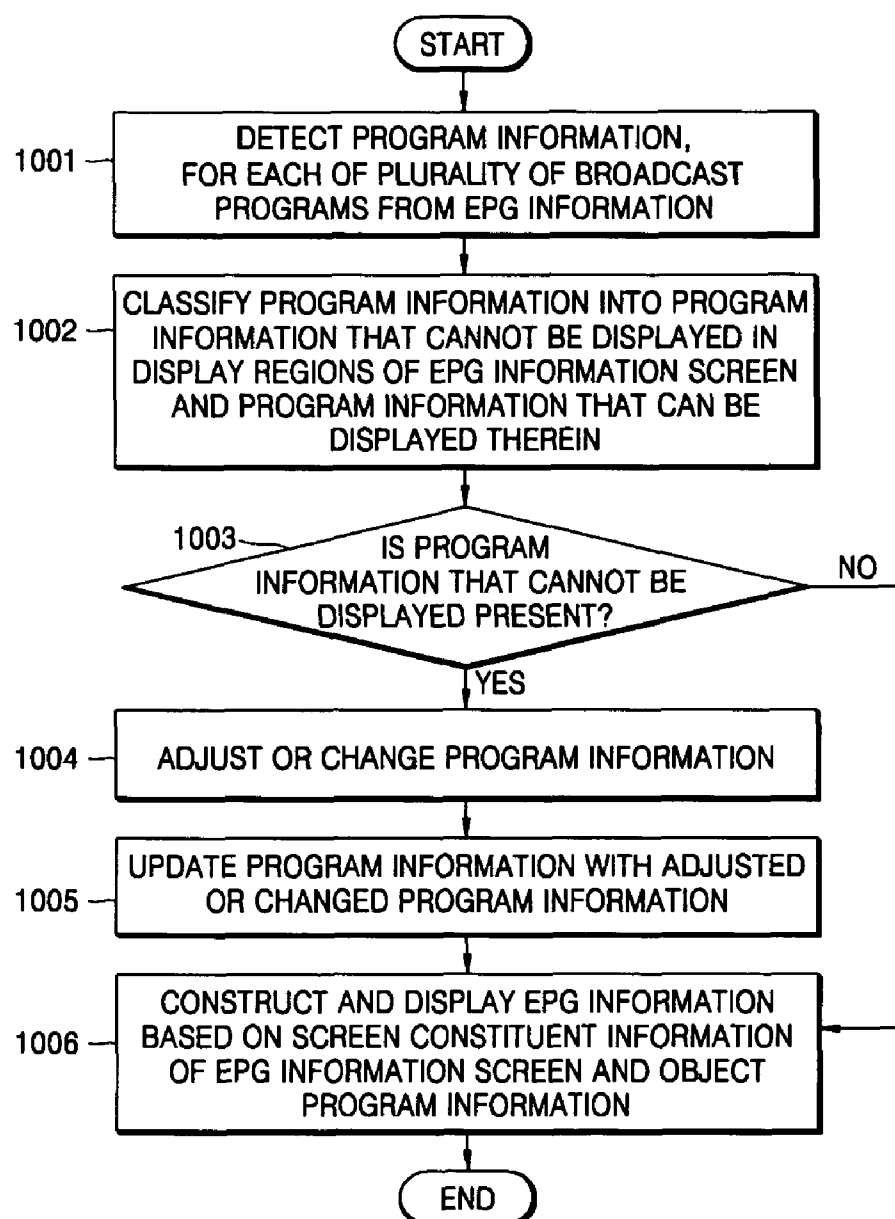 START
1001
DETECT PROGRAM INFORMATION,
FOR EACH OF PLURALITY OF BROADCAST
PROGRAMS FROM EPG INFORMATION
1002
CLASSIFY PROGRAM INFORMATION INTO PROGRAM
INFORMATION THAT CANNOT BE DISPLAYED IN
DISPLAY REGIONS OF EPG INFORMATION SCREEN
AND PROGRAM INFORMATION THAT CAN BE
DISPLAYED THEREIN
1003
IS PROGRAM
INFORMATION THAT CANNOT BE
DISPLAYED PRESENT?
NO
YES
1004
ADJUST OR CHANGE PROGRAM INFORMATION
1005
UPDATE PROGRAM INFORMATION WITH ADJUSTED
OR CHANGED PROGRAM INFORMATION
1006
CONSTRUCT AND DISPLAY EPG INFORMATION
BASED ON SCREEN CONSTITUENT INFORMATION
OF EPG INFORMATION SCREEN AND OBJECT
PROGRAM INFORMATION
END